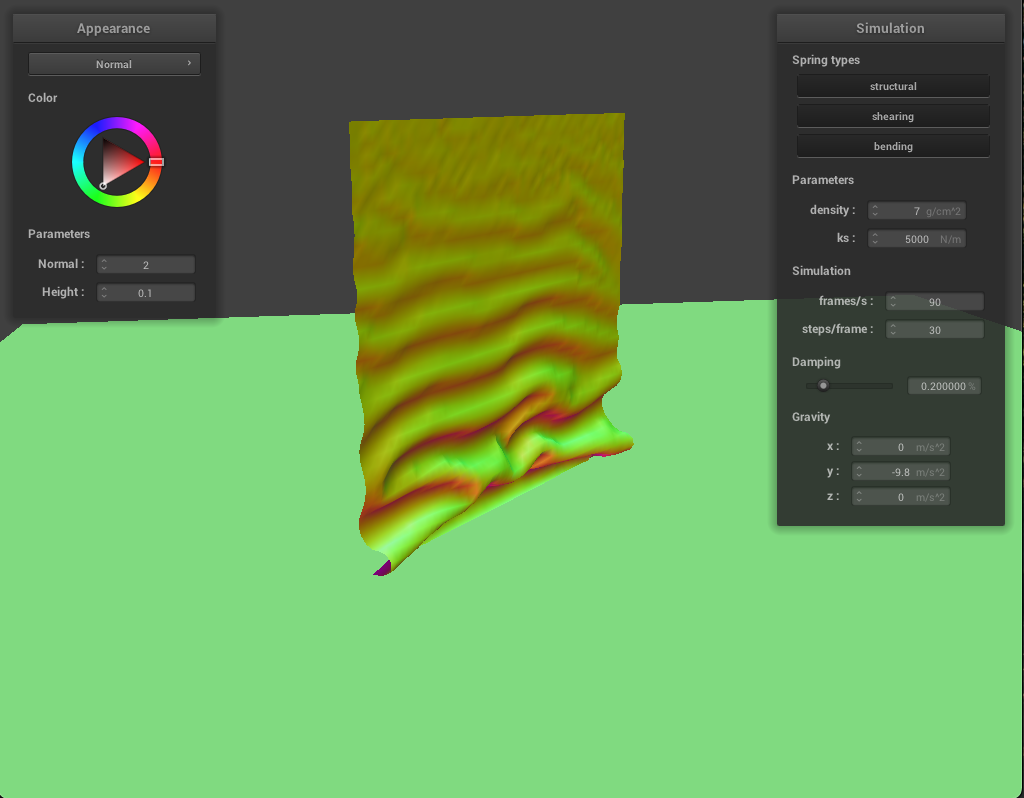 Appearance
Normal ›
Color
Parameters
Normal : 2
Height : 0.1
Simulation
Spring types
structural
shearing
bending
Parameters
density : 7 g/cm^2
ks : 5000 N/m
Simulation
frames/s : 90
steps/frame : 30
Damping
0.200000 %
Gravity
x : 0 m/s^2
y : -9.8 m/s^2
z : 0 m/s^2